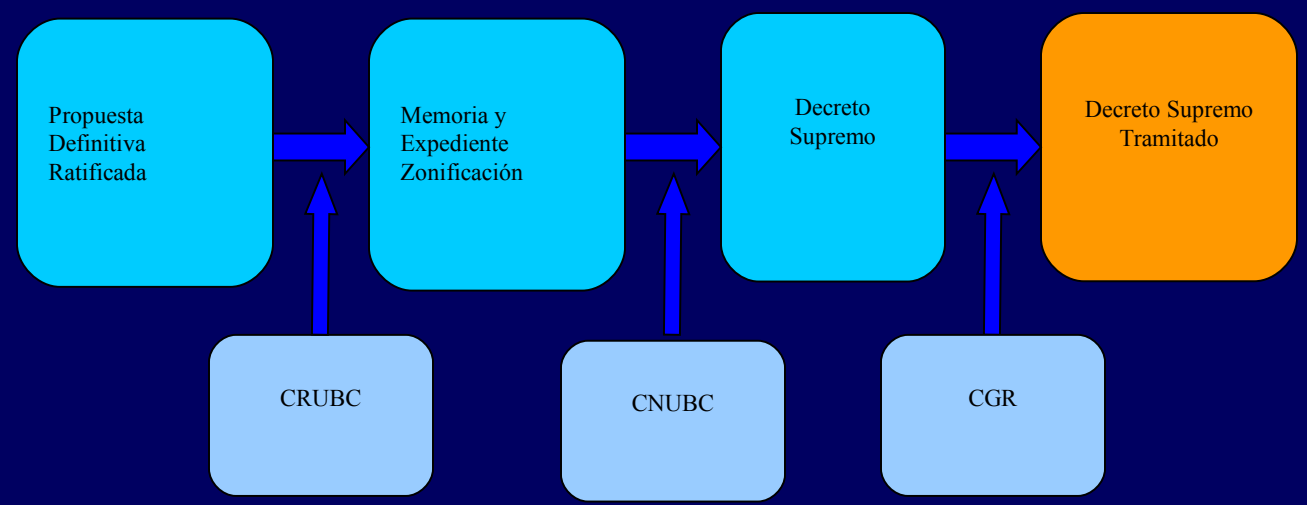 Propuesta
Definitiva
Ratificada
Memoria y
Expediente
Zonificación
Decreto
Supremo
Decreto Supremo
Tramitado
CRUBC
CNUBC
CGR